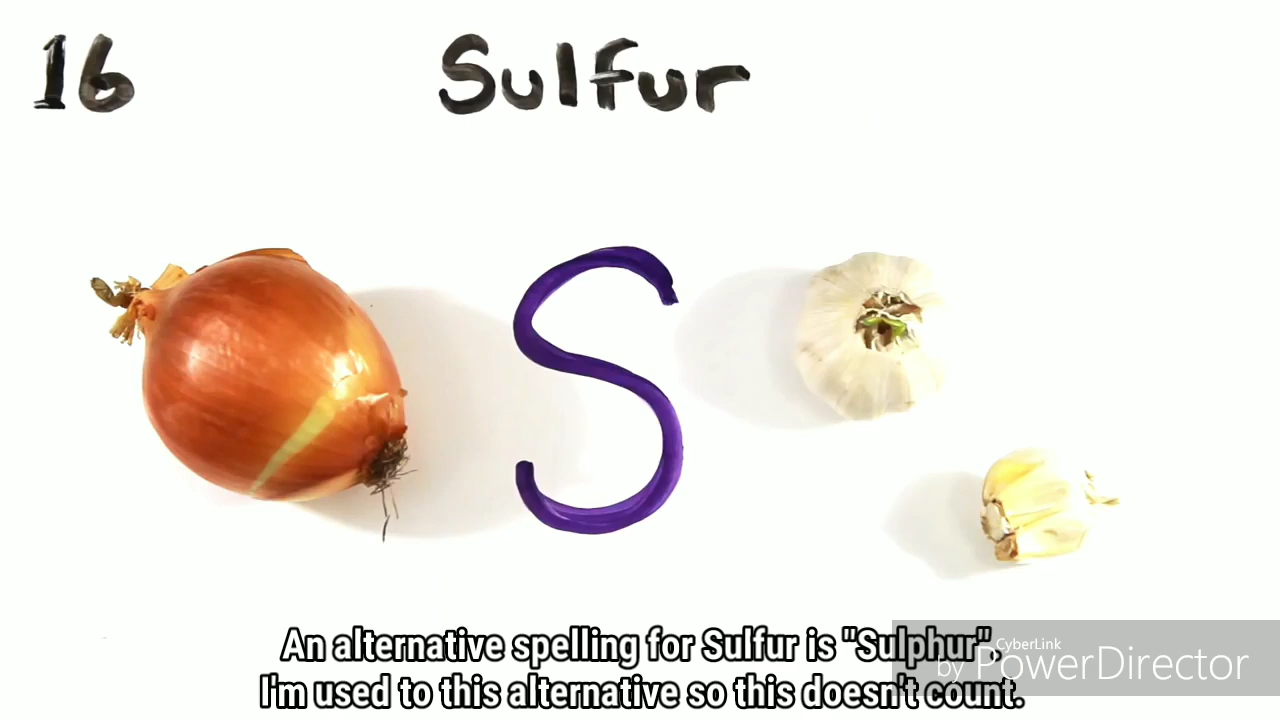 16 Sulfur
S
An alternative spelling for Sulfur is "Sulphur",
I'm used to this alternative so this doesn't count.
CyberLink
by PowerDirector